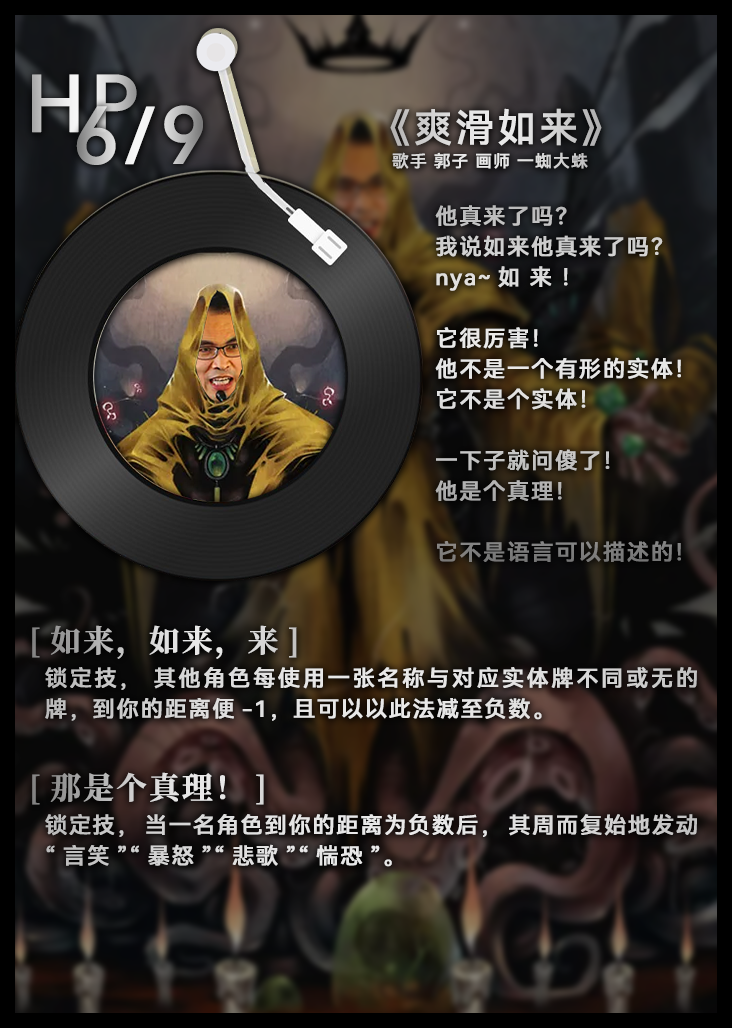 HP
6/9
《爽滑如来》
歌手 郭子 画师 一蜘大蛛
他真来了吗？
我说如来他真来了吗？
nya~ 如 来 ！
它很厉害！
他不是一个有形的实体！
它不是个实体！
一下子就问傻了！
他是个真理！
它不是语言可以描述的！
[ 如来，如来，来 ]
锁定技， 其他角色每使用一张名称与对应实体牌不同或无的
牌，到你的距离便 -1，且可以以此法减至负数。
[ 那是个真理！ ]
锁定技，当一名角色到你的距离为负数后， 其周而复始地发动
“ 言笑 ”“ 暴怒 ”“ 悲歌 ”“ 惴恐 ”。